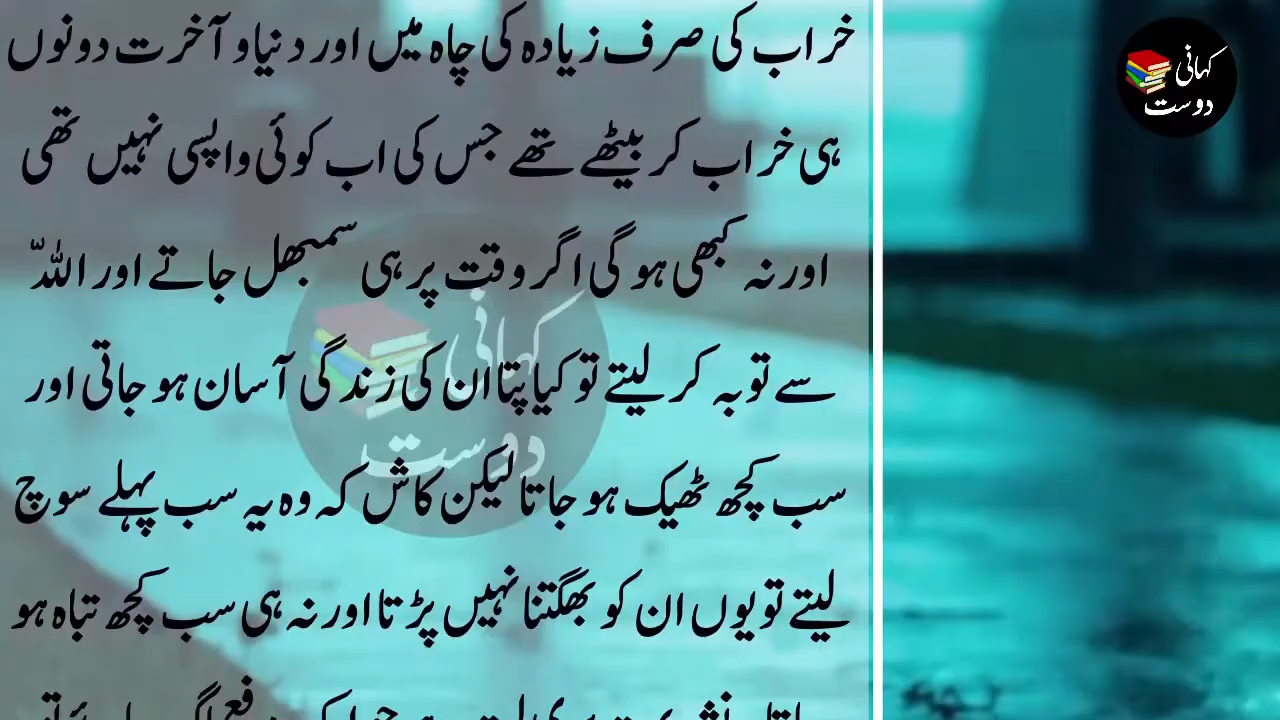 خراب کی صرف زیادہ کی چاہ میں اور دنیا و آخرت دونوں
ہی خراب کر بیٹھے تھے جس کی اب کوئی واپسی نہیں تھی
اور نہ کبھی ہو گی اگر وقت پر ہی سمبھل جاتے اور اللہ
سے توبہ کر لیتے تو کیا پتا ان کی زندگی آسان ہو جاتی اور
سب کچھ ٹھیک ہو جاتا لیکن کاش کہ وہ یہ سب پہلے سوچ
لیتے تو یوں ان کو بھگتنا نہیں پڑتا اور نہ ہی سب کچھ تباہ ہو
کہانی
دوست
کہانی
دوست